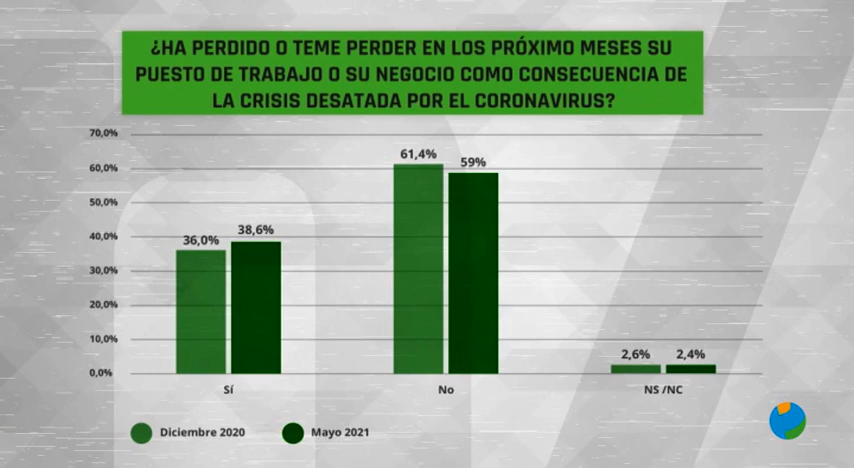 ¿HA PERDIDO O TEME PERDER EN LOS PRÓXIMO MESES SU
PUESTO DE TRABAJO O SU NEGOCIO COMO CONSECUENCIA DE
LA CRISIS DESATADA POR EL CORONAVIRUS?
70,0%
60,0%
50,0%
40,0%
30,0%
20,0%
10,0%
0,0%
36,0%
38,6%
61,4%
59%
2,6%
2,4%
Sí
No
NS /NC
Diciembre 2020
Mayo 2021